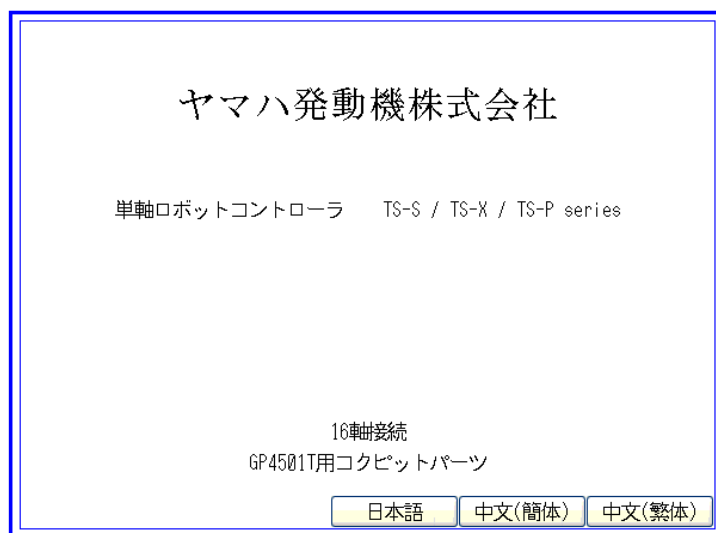 ヤマハ発動機株式会社
単軸ロボットコントローラ　TS-S / TS-X / TS-P series
16軸接続
GP4501T用コクピットパーツ
日本語　中文(簡体)　中文(繁体)